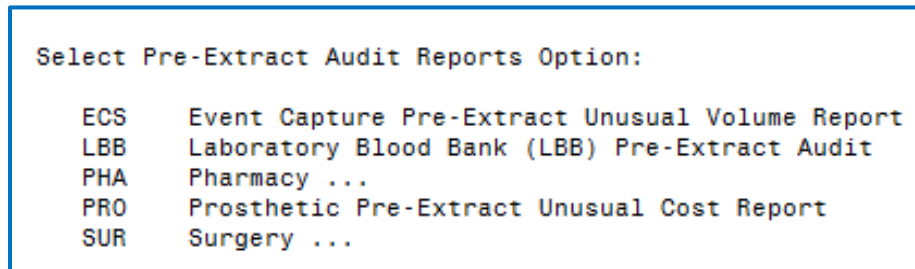 Select Pre-Extract Audit Reports Option:
ECS Event Capture Pre-Extract Unusual Volume Report
LBB Laboratory Blood Bank (LBB) Pre-Extract Audit
PHA Pharmacy ...
PRO Prosthetic Pre-Extract Unusual Cost Report
SUR Surgery ...